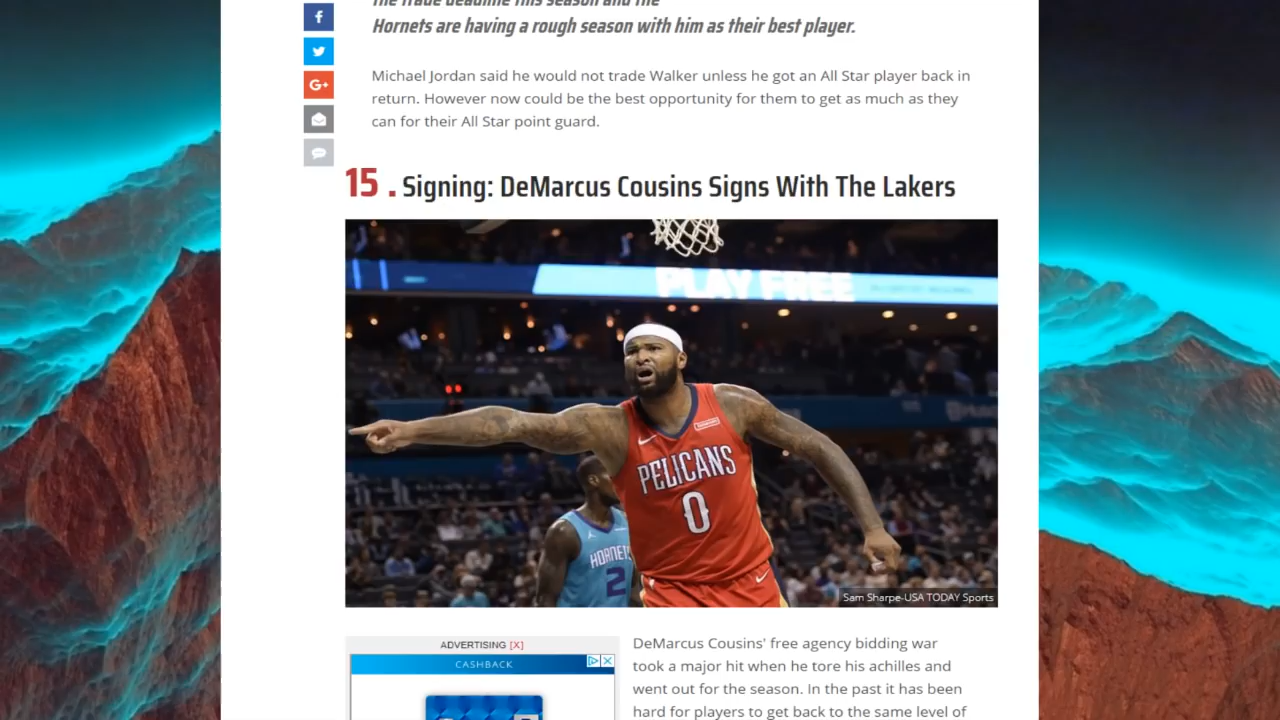 Hornets are having a rough season with him as their best player.
Michael Jordan said he would not trade Walker unless he got an All Star player back in
return. However now could be the best opportunity for them to get as much as they
can for their All Star point guard.
15 . Signing: DeMarcus Cousins Signs With The Lakers
PLAY FREE
PELICANS
0
HORNETS
2
Sam Sharpe-USA TODAY Sports
ADVERTISING [X]
CASHBACK
DeMarcus Cousins' free agency bidding war
took a major hit when he tore his achilles and
went out for the season. In the past it has been
hard for players to get back to the same level of